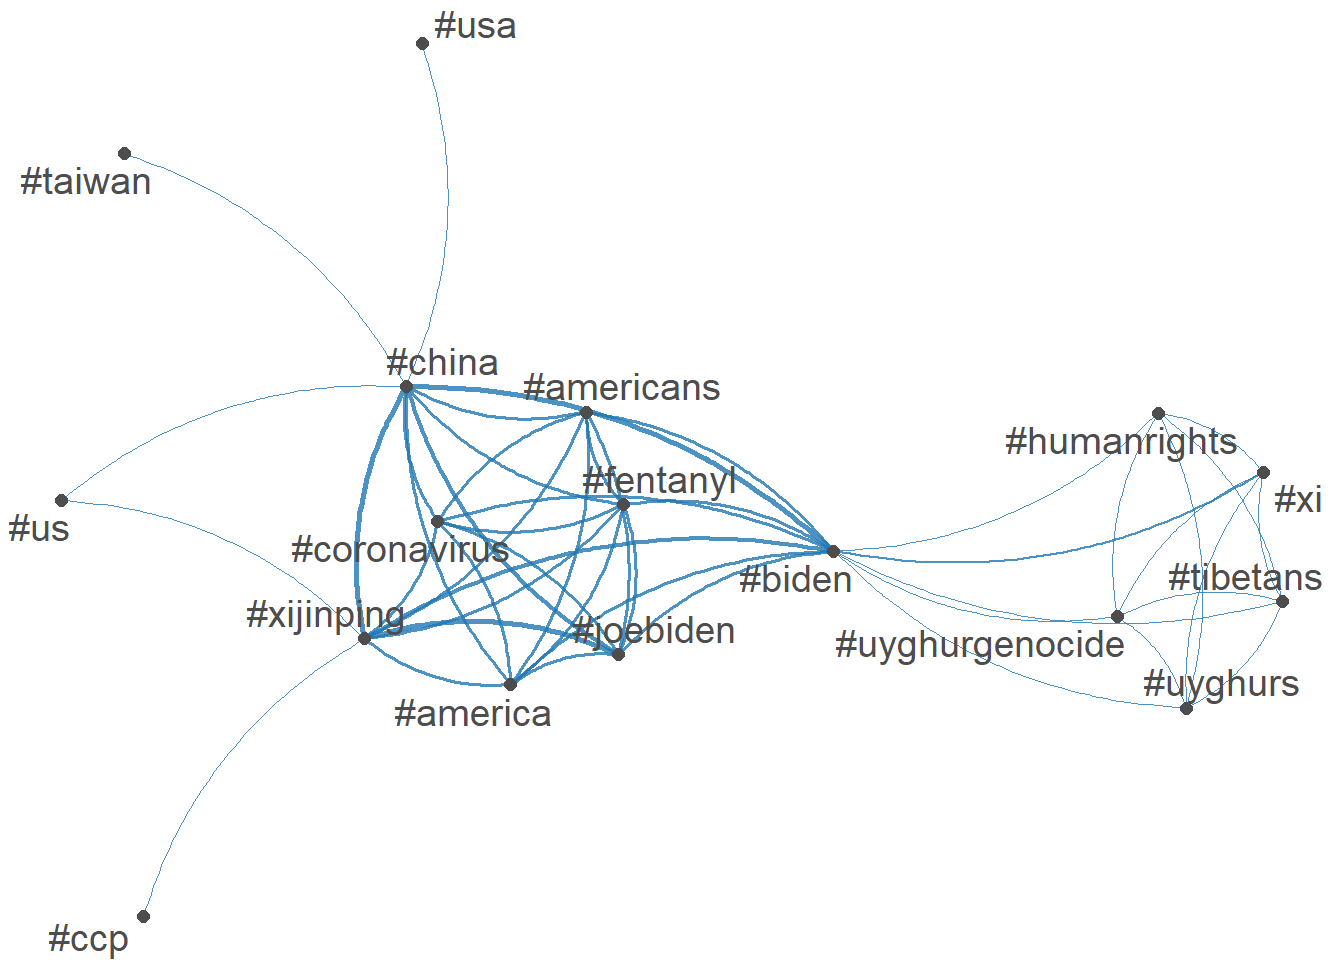 #usa
#taiwan
#china
#americans
#humanrights
#fentanyl
#xi
#us
#coronavirus
#biden
#tibetans
#xijinping
#joebiden
#uyghurgenocide
#uyghurs
#america
#ccp